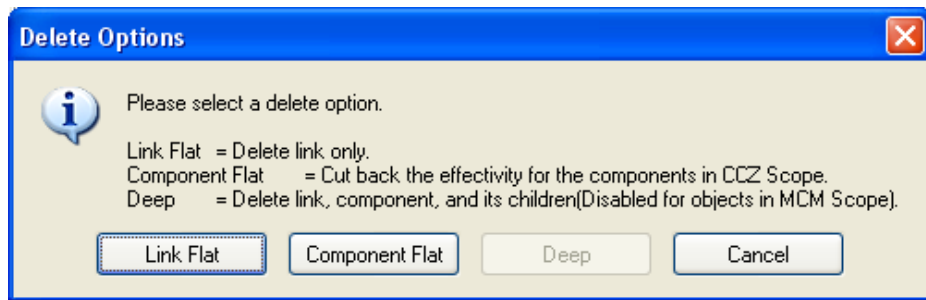 Delete Options
Please select a delete option.
Link Flat = Delete link only.
Component Flat = Cut back the effectivity for the components in CCZ Scope.
Deep = Delete link, component, and its children(Disabled for objects in MCM Scope).
Link Flat Component Flat Deep Cancel